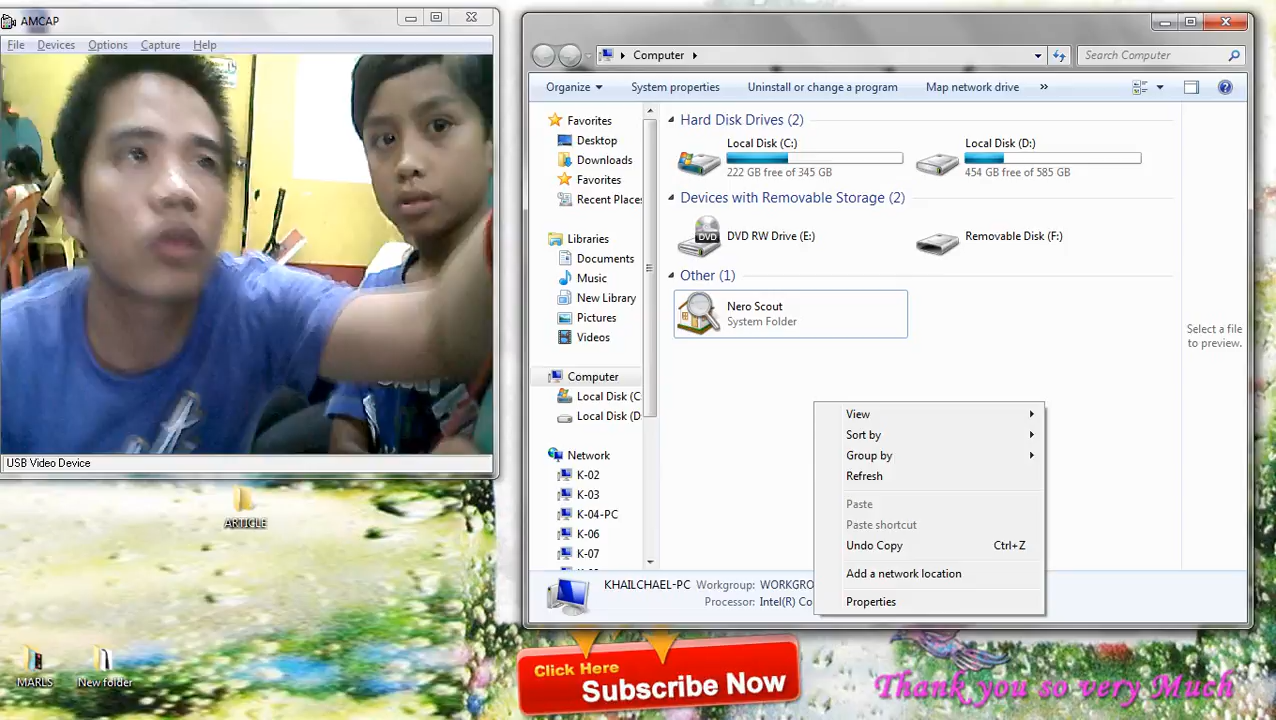 AMCAP
File Devices Options Capture Help
USB Video Device
ARTICLE
MARLS
New folder
Computer
Search Computer
Organize System properties Uninstall or change a program Map network drive »
Favorites
Desktop
Downloads
Favorites
Recent Places
Libraries
Documents
Music
New Library
Pictures
Videos
Computer
Local Disk (C
Local Disk (D
Network
K-02
K-03
K-04-PC
K-06
K-07
Hard Disk Drives (2)
Local Disk (C:)
222 GB free of 345 GB
Local Disk (D:)
454 GB free of 585 GB
Devices with Removable Storage (2)
DVD
DVD RW Drive (E:)
Removable Disk (F:)
Other (1)
Nero Scout
System Folder
Select a file
to preview.
View
Sort by
Group by
Refresh
Paste
Paste shortcut
Undo Copy Ctrl+Z
Add a network location
Properties
KHAILCHAEL-PC Workgroup: WORKGRO
Processor: Intel(R) Co
Click Here
Subscribe Now
Thank you so very Much